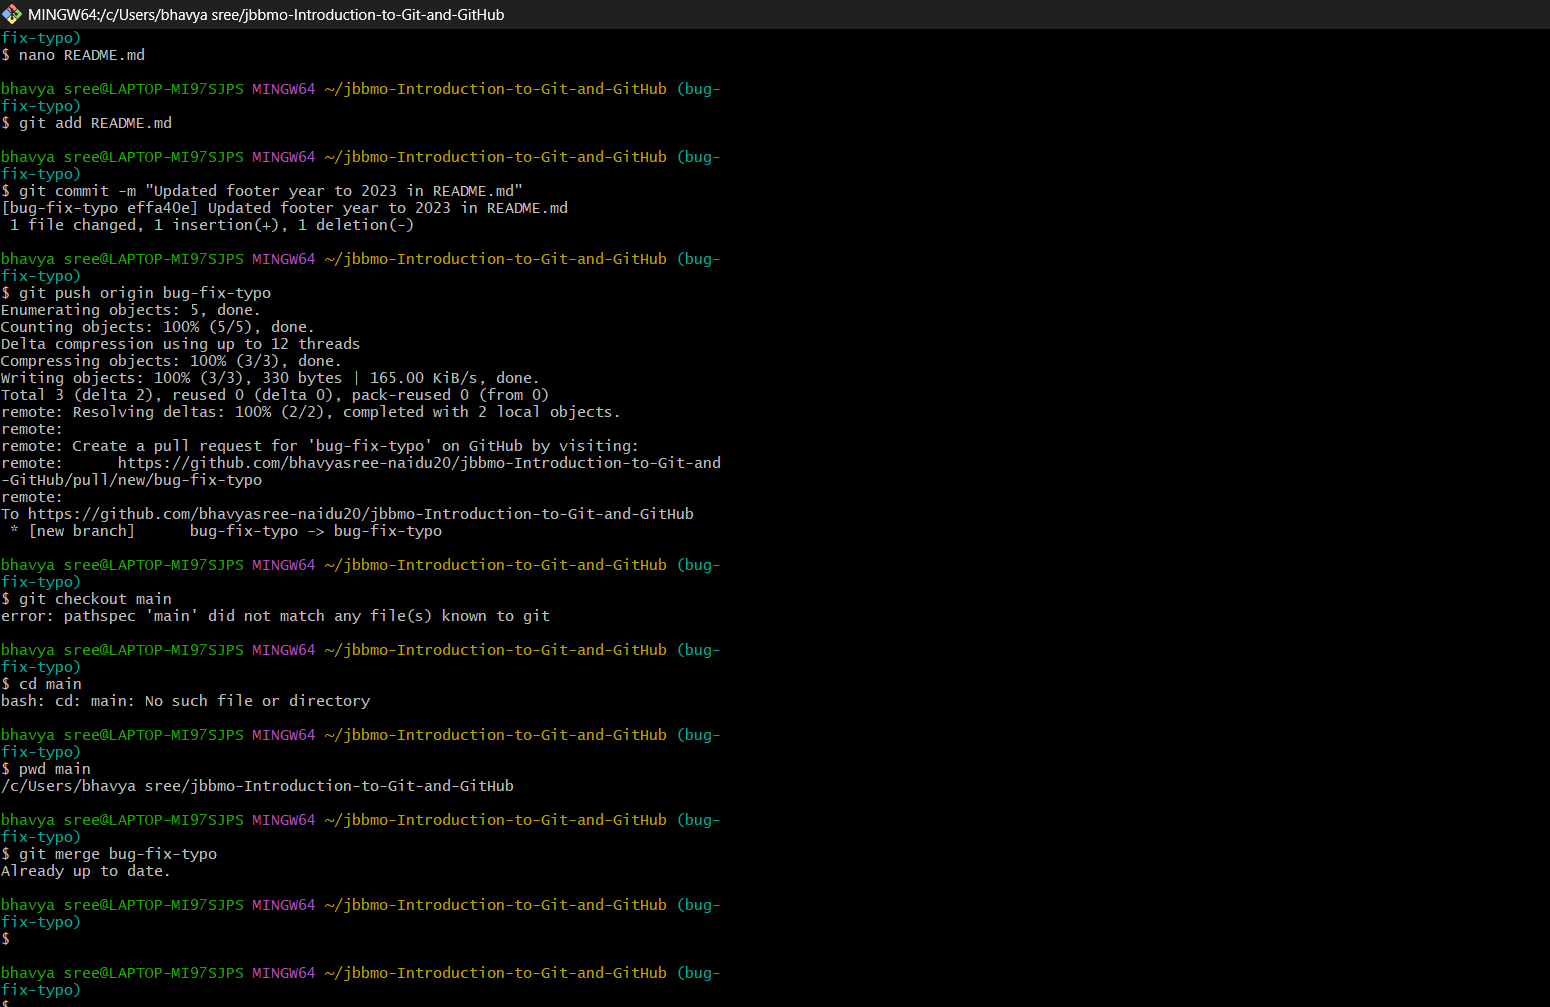 MINGW64:/c/Users/bhavya sree/jbbmo-Introduction-to-Git-and-GitHub
fix-typo)
$ nano README.md
bhavya sree@LAPTOP-MI97SJPS MINGW64 ~/jbbmo-Introduction-to-Git-and-GitHub (bug-
fix-typo)
$ git add README.md
bhavya sree@LAPTOP-MI97SJPS MINGW64 ~/jbbmo-Introduction-to-Git-and-GitHub (bug-
fix-typo)
$ git commit -m "Updated footer year to 2023 in README.md"
[bug-fix-typo effa40e] Updated footer year to 2023 in README.md
 1 file changed, 1 insertion(+), 1 deletion(-)
bhavya sree@LAPTOP-MI97SJPS MINGW64 ~/jbbmo-Introduction-to-Git-and-GitHub (bug-
fix-typo)
$ git push origin bug-fix-typo
Enumerating objects: 5, done.
Counting objects: 100% (5/5), done.
Delta compression using up to 12 threads
Compressing objects: 100% (3/3), done.
Writing objects: 100% (3/3), 330 bytes | 165.00 KiB/s, done.
Total 3 (delta 2), reused 0 (delta 0), pack-reused 0 (from 0)
remote: Resolving deltas: 100% (2/2), completed with 2 local objects.
remote:
remote: Create a pull request for 'bug-fix-typo' on GitHub by visiting:
remote:      https://github.com/bhavyasree-naidu20/jbbmo-Introduction-to-Git-and
-GitHub/pull/new/bug-fix-typo
remote:
To https://github.com/bhavyasree-naidu20/jbbmo-Introduction-to-Git-and-GitHub
 * [new branch]      bug-fix-typo -> bug-fix-typo
bhavya sree@LAPTOP-MI97SJPS MINGW64 ~/jbbmo-Introduction-to-Git-and-GitHub (bug-
fix-typo)
$ git checkout main
error: pathspec 'main' did not match any file(s) known to git
bhavya sree@LAPTOP-MI97SJPS MINGW64 ~/jbbmo-Introduction-to-Git-and-GitHub (bug-
fix-typo)
$ cd main
bash: cd: main: No such file or directory
bhavya sree@LAPTOP-MI97SJPS MINGW64 ~/jbbmo-Introduction-to-Git-and-GitHub (bug-
fix-typo)
$ pwd main
/c/Users/bhavya sree/jbbmo-Introduction-to-Git-and-GitHub
bhavya sree@LAPTOP-MI97SJPS MINGW64 ~/jbbmo-Introduction-to-Git-and-GitHub (bug-
fix-typo)
$ git merge bug-fix-typo
Already up to date.
bhavya sree@LAPTOP-MI97SJPS MINGW64 ~/jbbmo-Introduction-to-Git-and-GitHub (bug-
fix-typo)
$
bhavya sree@LAPTOP-MI97SJPS MINGW64 ~/jbbmo-Introduction-to-Git-and-GitHub (bug-
fix-typo)
$